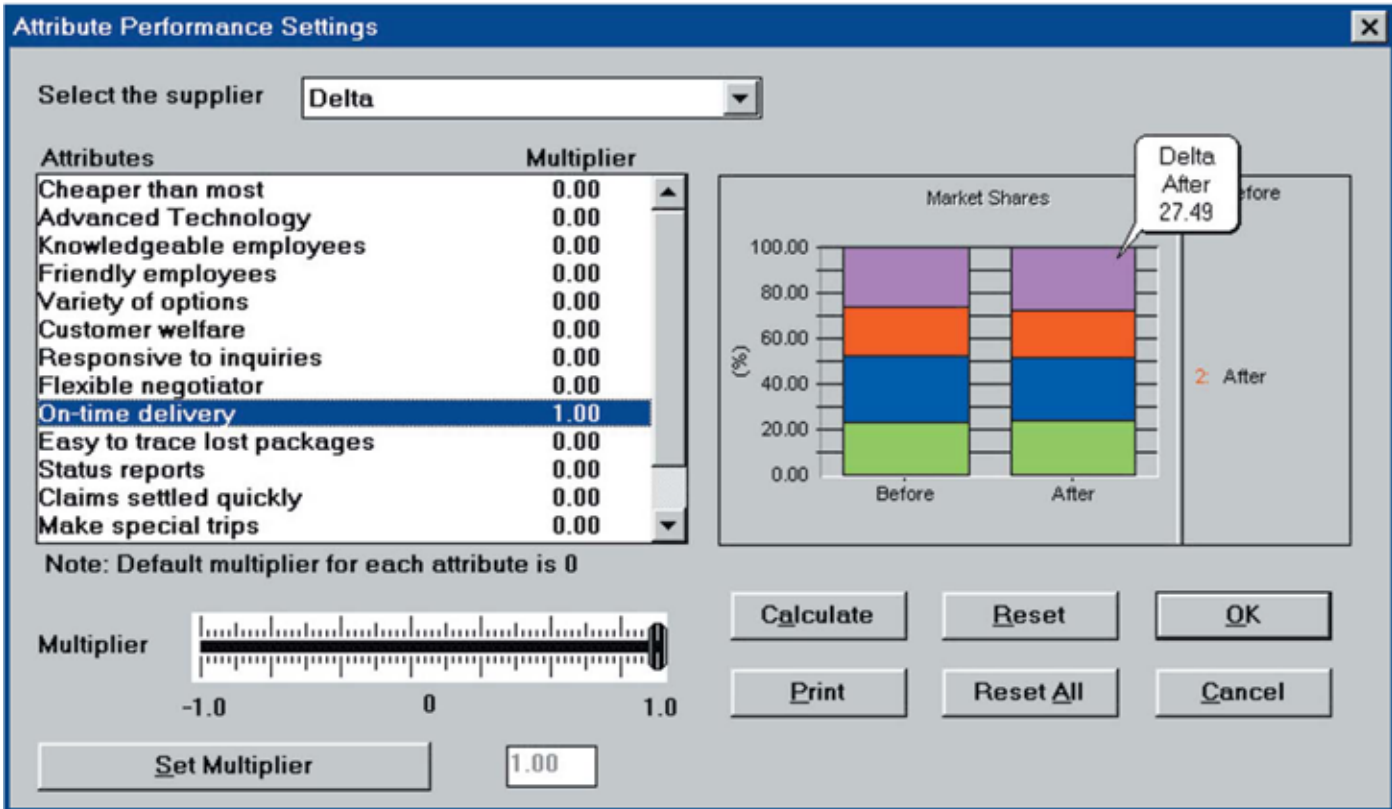 Attribute Performance Settings
Select the supplier Delta
Attributes Multiplier
Cheaper than most 0.00
Advanced Technology 0.00
Knowledgeable employees 0.00
Friendly employees 0.00
Variety of options 0.00
Customer welfare 0.00
Responsive to inquiries 0.00
Flexible negotiator 0.00
On-time delivery 1.00
Easy to trace lost packages 0.00
Status reports 0.00
Claims settled quickly 0.00
Make special trips 0.00
Note: Default multiplier for each attribute is 0
Multiplier
-1.0 0 1.0
Set Multiplier 1.00
Delta
After
27.49
Market Shares
100.00
80.00
60.00
40.00
20.00
0.00
(%)
Before After
2: After
Calculate Reset OK
Print Reset All Cancel